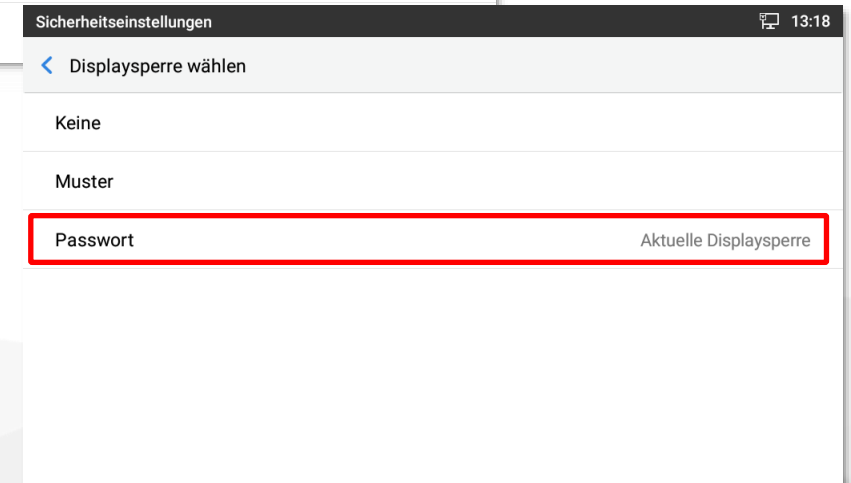 Sicherheitseinstellungen 13:18
Displaysperre wählen
Keine
Muster
Passwort Aktuelle Displaysperre